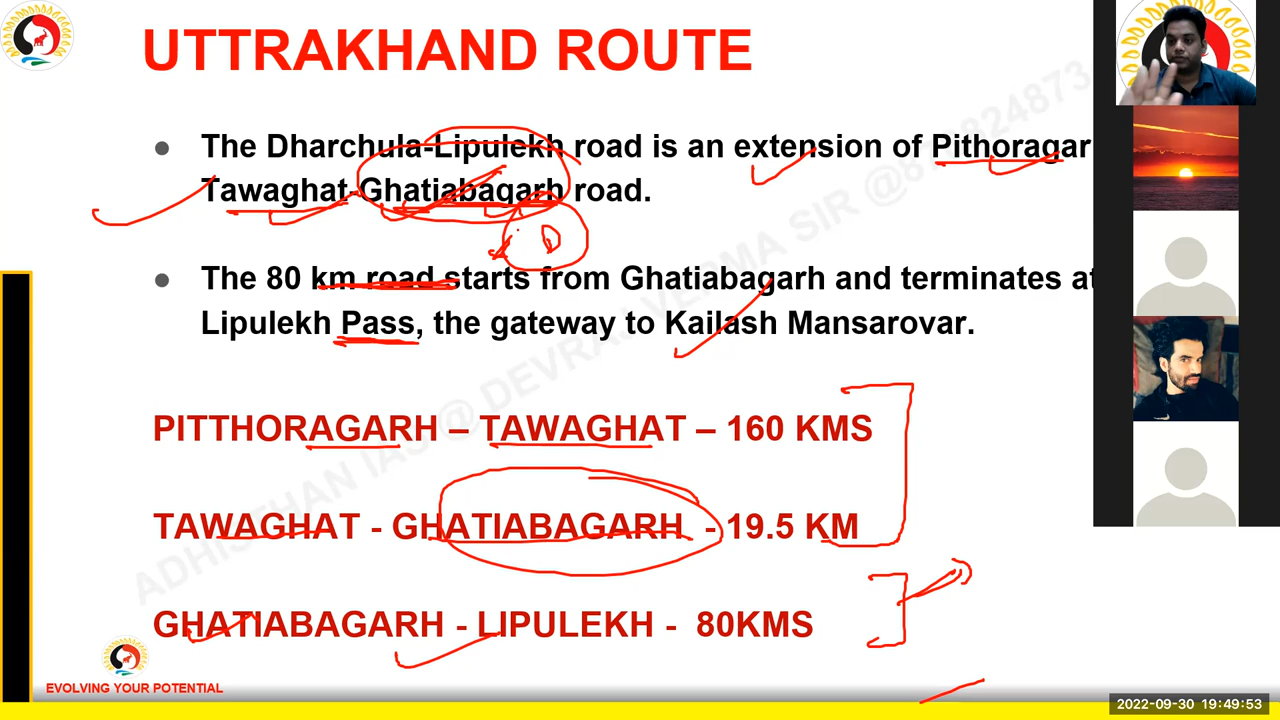 UTTRAKHAND ROUTE
The Dharchula-Lipulekh road is an extension of Pithoragar
Tawaghat-Ghatiabagarh road.
The 80 km road starts from Ghatiabagarh and terminates at
Lipulekh Pass, the gateway to Kailash Mansarovar.
PITTHORAGARH – TAWAGHAT – 160 KMS
TAWAGHAT - GHATIABAGARH - 19.5 KM
GHATIABAGARH - LIPULEKH - 80KMS
EVOLVING YOUR POTENTIAL
2022-09-30 19:49:53